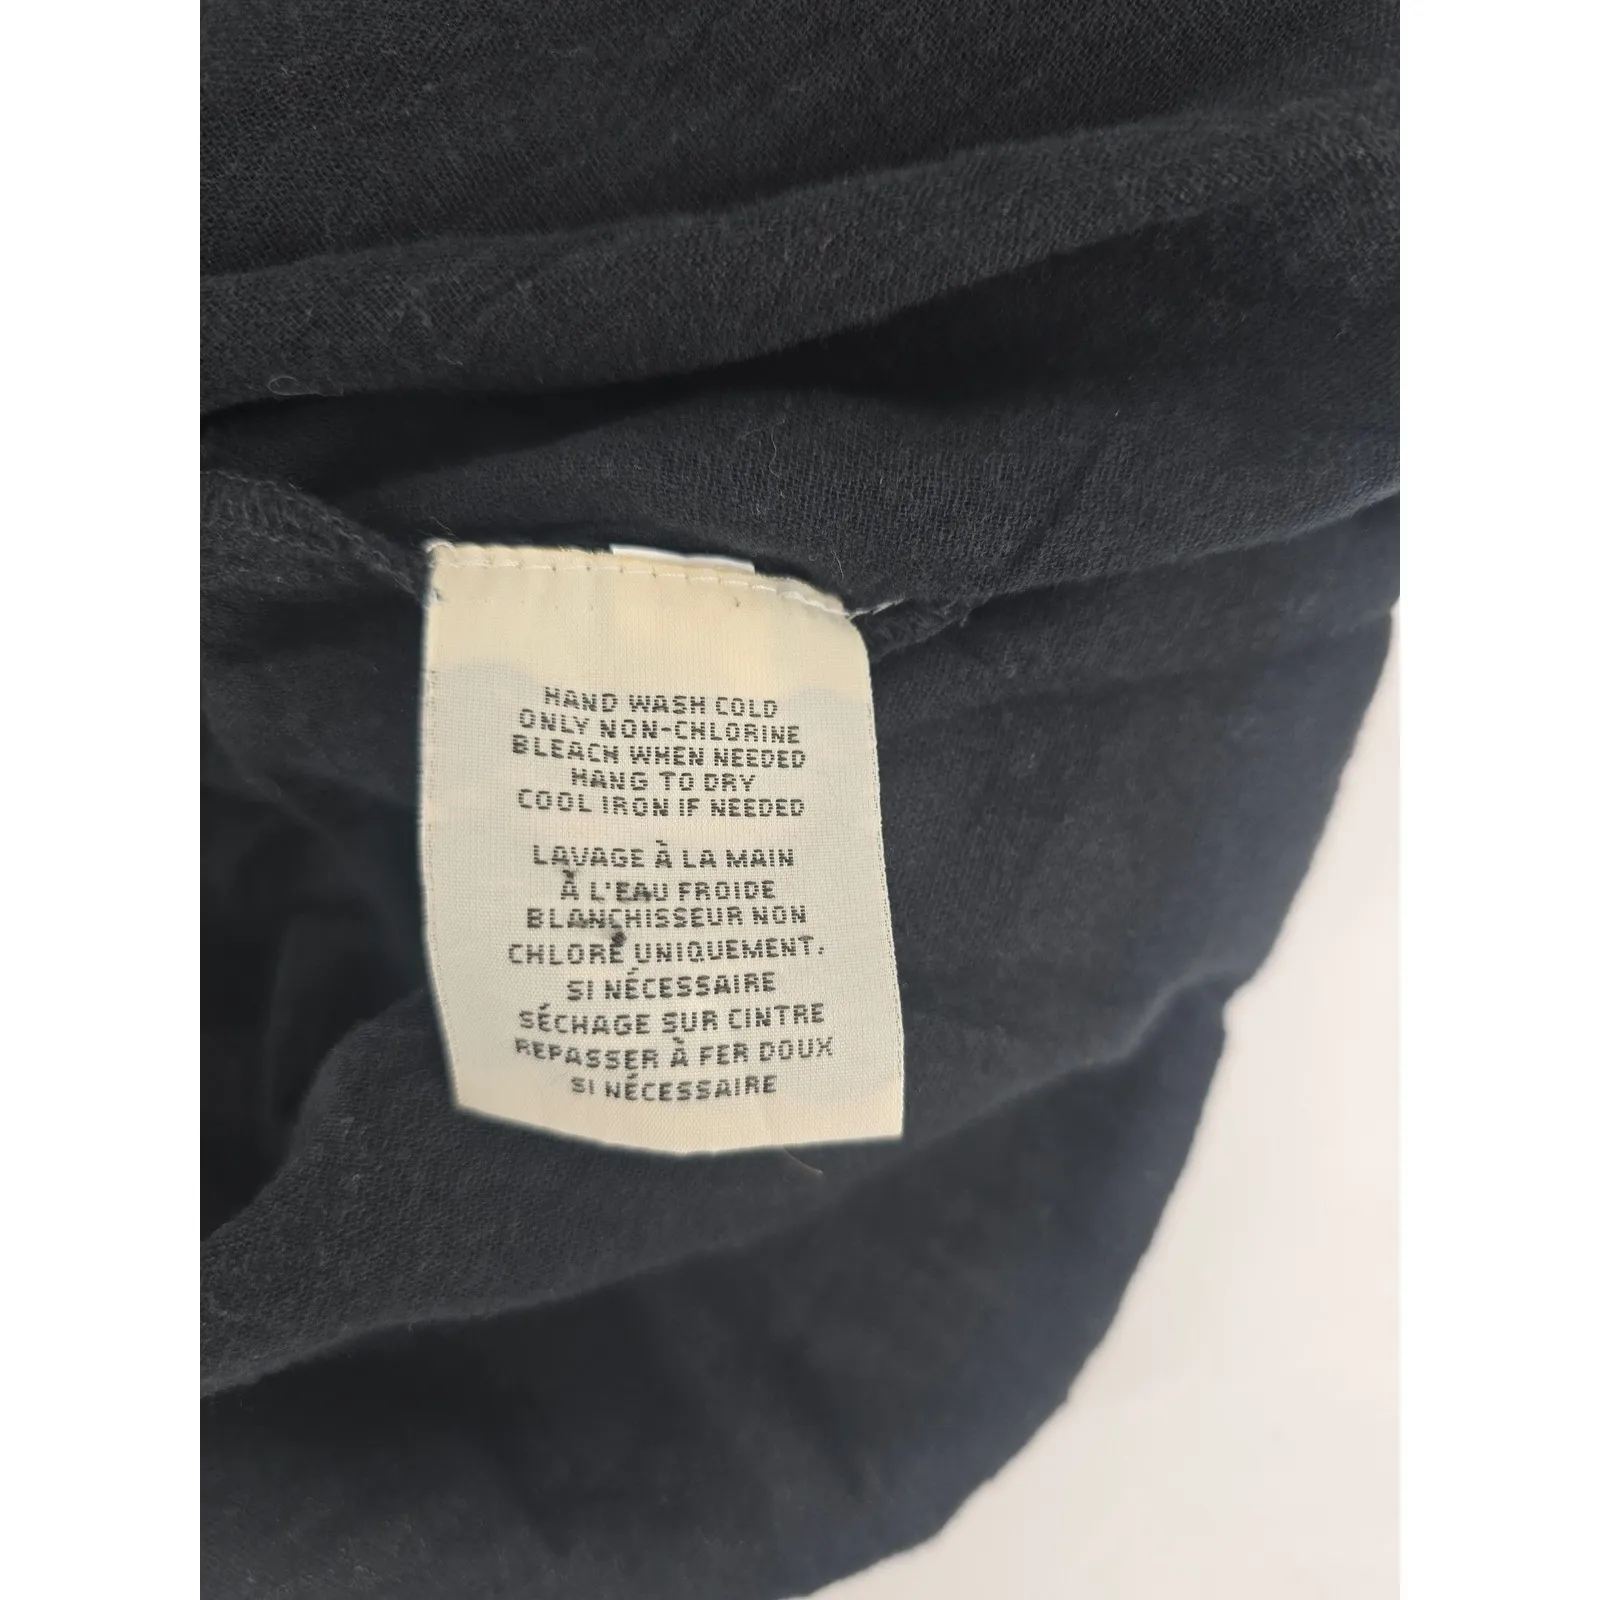 HAND WASH COLD
ONLY NON-CHLORINE
BLEACH WHEN NEEDED
HANG TO DRY
COOL IRON IF NEEDED
LAVAGE À LA MAIN
À L'EAU FROIDE
BLANCHISSEUR NON
CHLORÉ UNIQUEMENT.
SI NÉCESSAIRE
SÉCHAGE SUR CINTRE
REPASSER À FER DOUX
SI NÉCESSAIRE